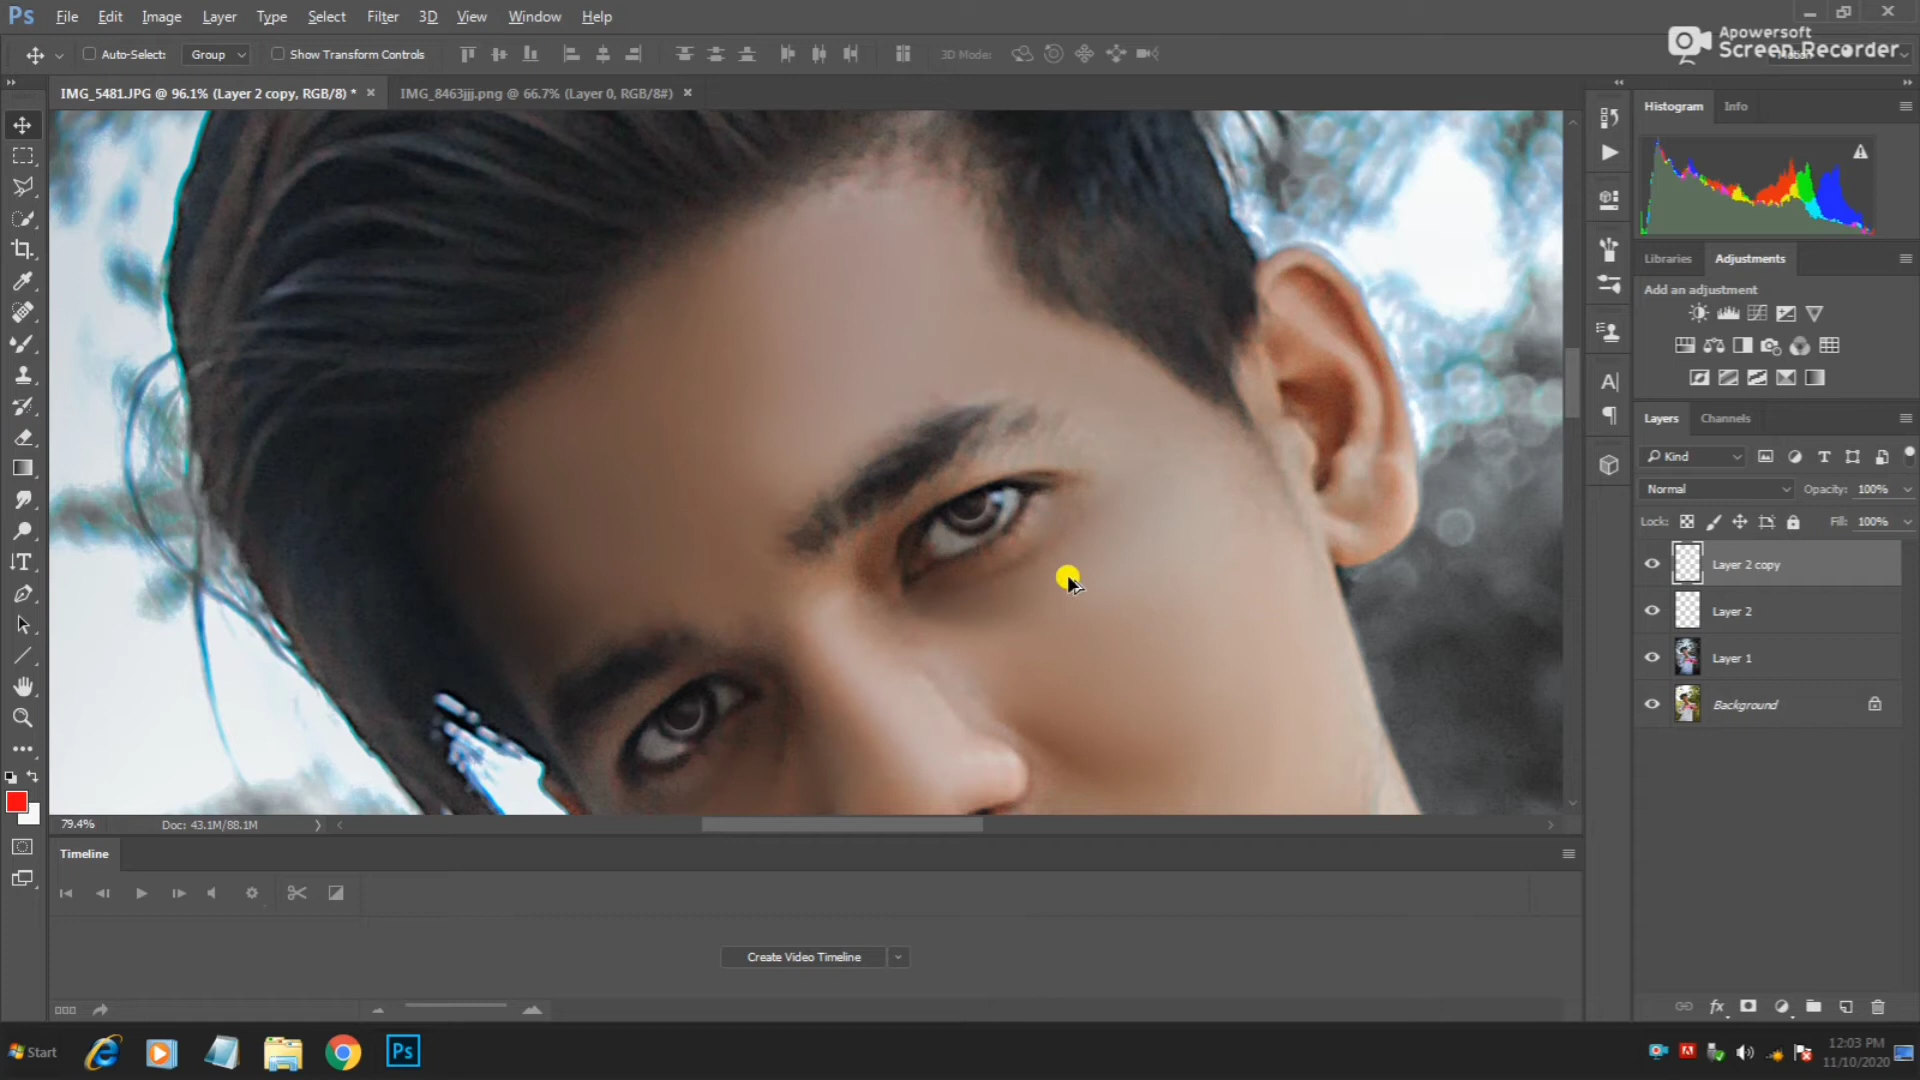 Ps File Edit Image Layer Type Select Filter 3D View Window Help
Apowersoft
Screen Recorder
Auto-Select: Group Show Transform Controls 3D Mode:
IMG_5481.JPG @ 96.1% (Layer 2 copy, RGB/8) * × IMG_8463jjj.png @ 66.7% (Layer 0, RGB/8#) ×
Histogram Info
Libraries Adjustments
Add an adjustment
Layers Channels
Kind
Normal Opacity: 100%
Lock: Fill: 100%
Layer 2 copy
Layer 2
Layer 1
Background
79.4% Doc: 43.1M/88.1M
Timeline
Create Video Timeline
Start Ps
12:03 PM
11/10/2020